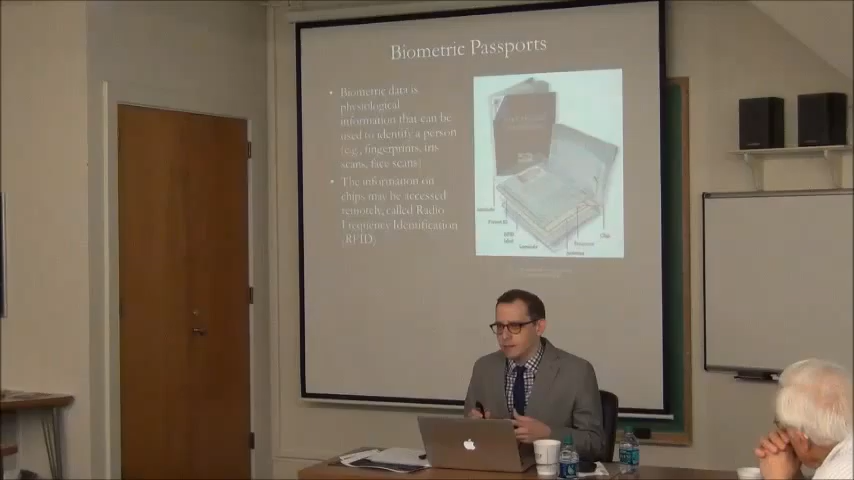 Biometric Passports
• Biometric data is
physiological
information that can be
used to identify a person
(e.g., fingerprints, iris
scans, face scans)
• The information on
chips may be accessed
remotely, called Radio
Frequency Identification
(RFID)
Chip